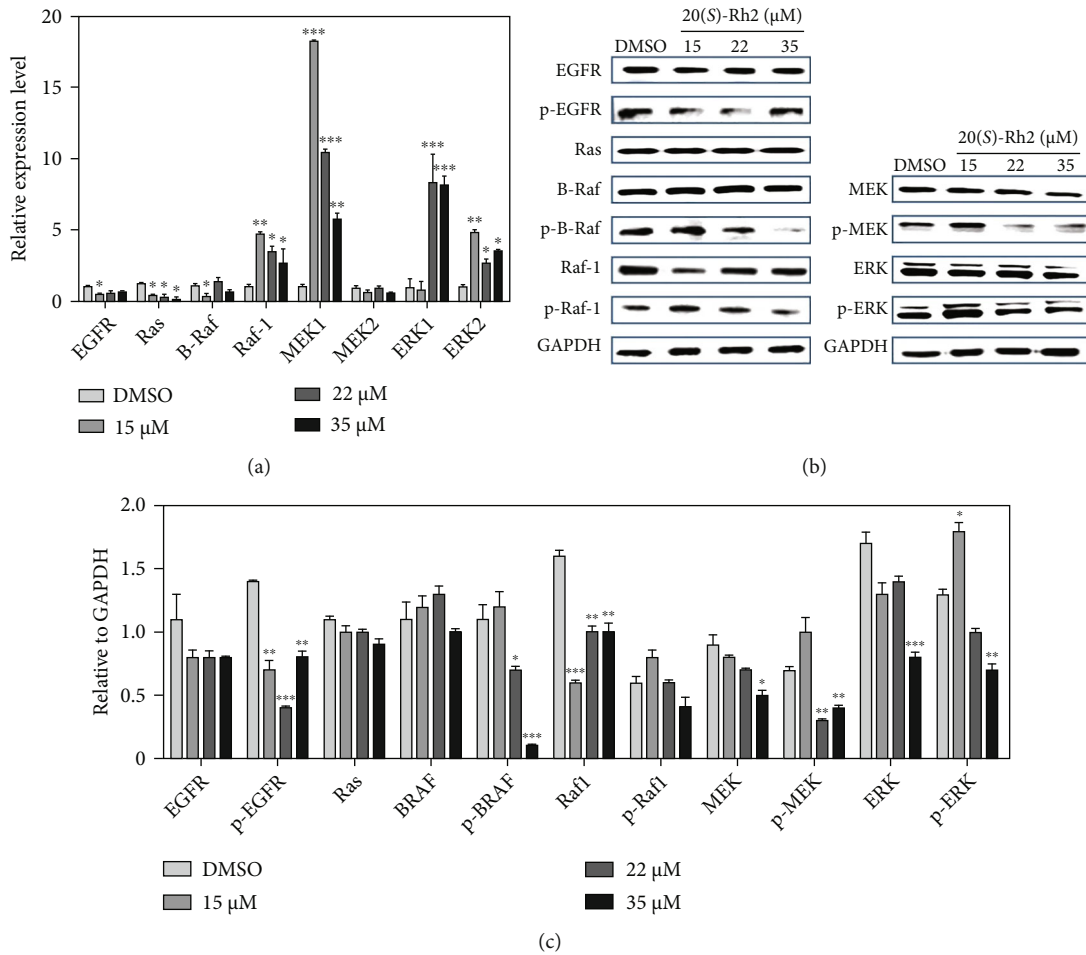 Relative expression level
20
15
10
5
0
*
* * *
*
** * *
*** *** **
*** ***
** * *
EGFR Ras B-Raf Raf-1 MEK1 MEK2 ERK1 ERK2
DMSO 22 μM
15 μM 35 μM
(a)
20(S)-Rh2 (μM)
DMSO 15 22 35
EGFR
p-EGFR
Ras
B-Raf
p-B-Raf
Raf-1
p-Raf-1
GAPDH
20(S)-Rh2 (μM)
DMSO 15 22 35
MEK
p-MEK
ERK
p-ERK
GAPDH
(b)
Relative to GAPDH
2.0
1.5
1.0
0.5
0
** *** **
* ***
*** ** **
*
** **
***
* **
EGFR p-EGFR Ras BRAF p-BRAF Raf1 p-Raf1 MEK p-MEK ERK p-ERK
DMSO 22 μM
15 μM 35 μM
(c)